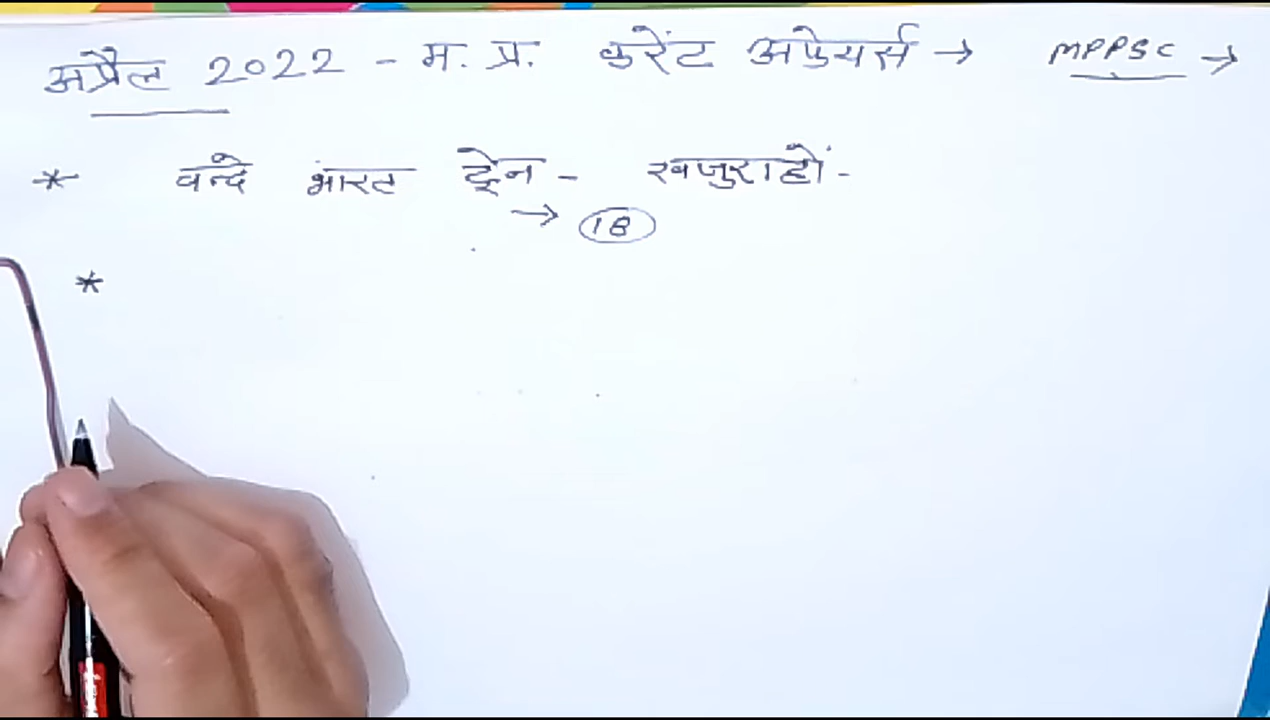 अप्रैल 2022 - म. प्र. करेंट अफेयर्स → MPPSC →
* वन्दे भारत ट्रेन - खजुराहों -
→ 18
*